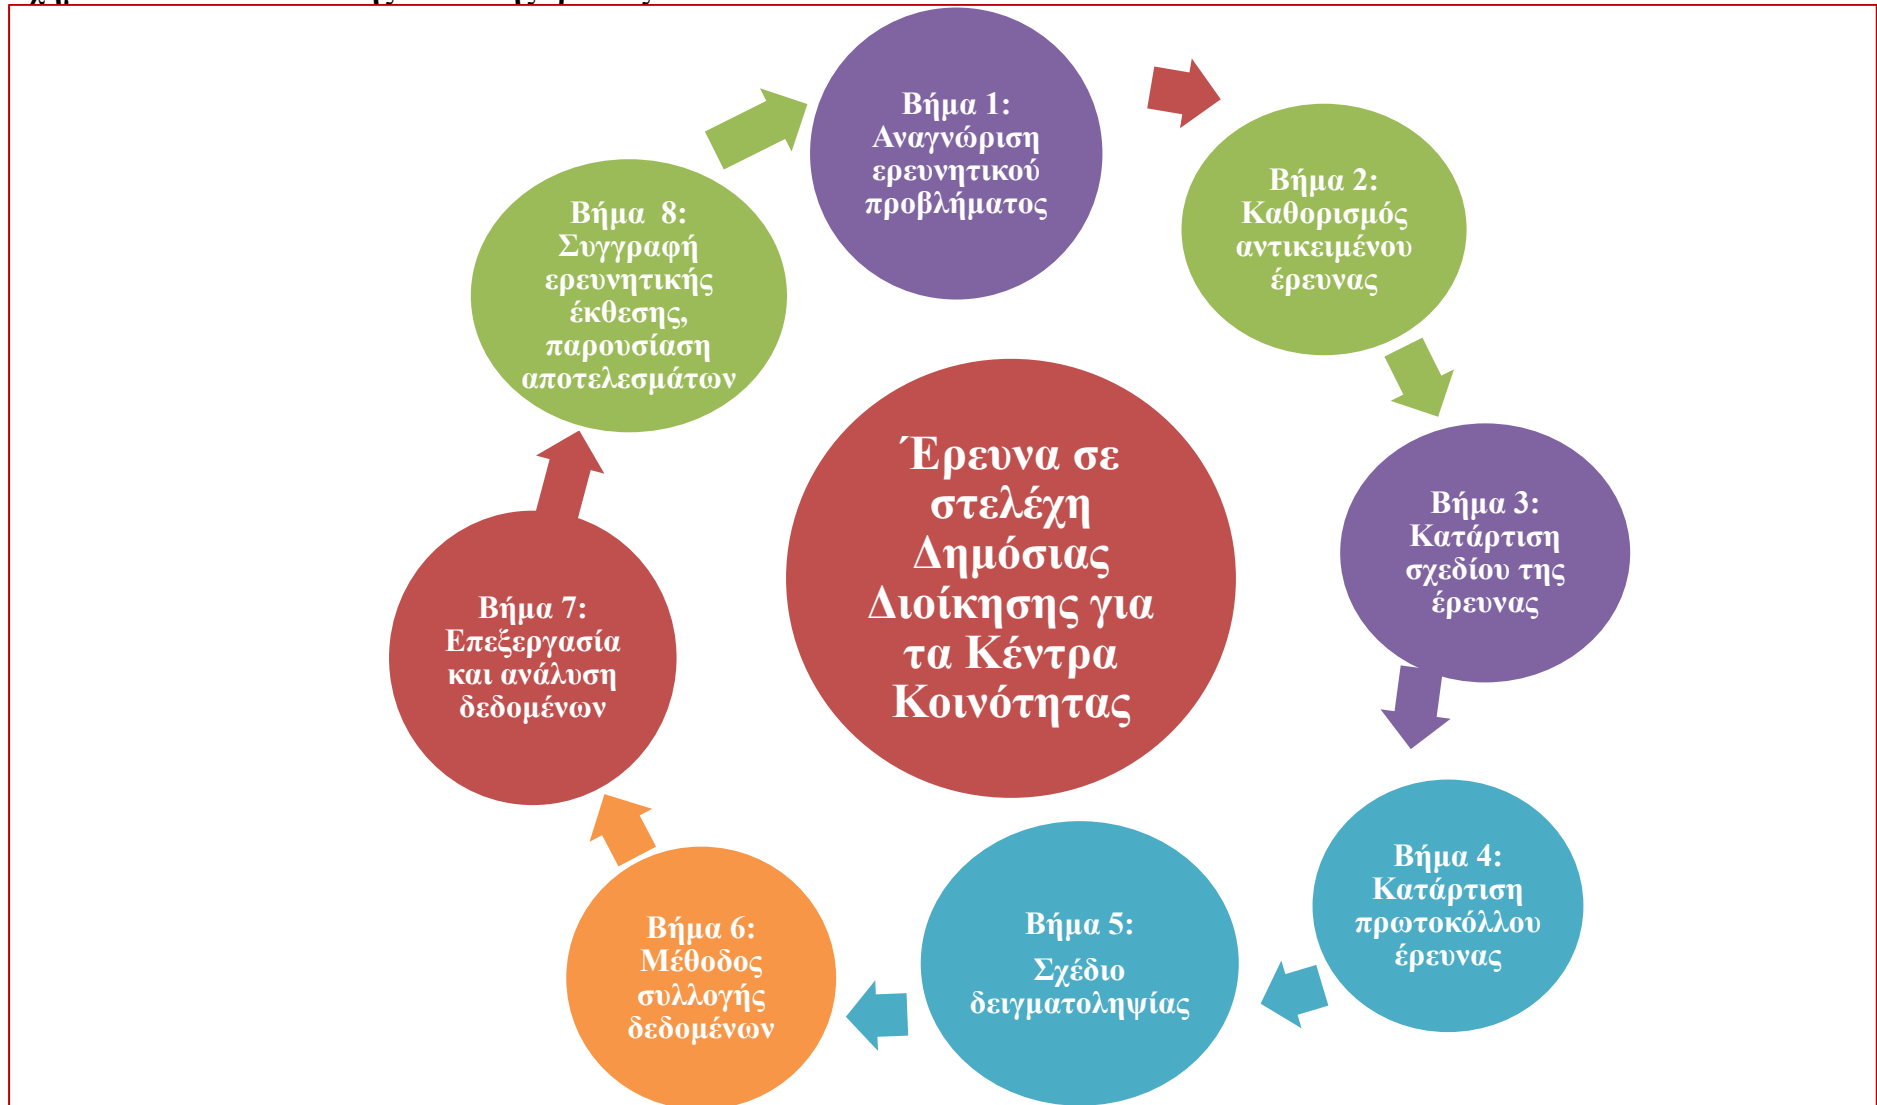 Βήμα 1:
Αναγνώριση
ερευνητικού
προβλήματος
Βήμα 2:
Καθορισμός
αντικειμένου
έρευνας
Βήμα 3:
Κατάρτιση
σχεδίου της
έρευνας
Βήμα 4:
Κατάρτιση
πρωτοκόλλου
έρευνας
Βήμα 5:
Σχέδιο
δειγματοληψίας
Βήμα 6:
Μέθοδος
συλλογής
δεδομένων
Βήμα 7:
Επεξεργασία
και ανάλυση
δεδομένων
Βήμα 8:
Συγγραφή
ερευνητικής
έκθεσης,
παρουσίαση
αποτελεσμάτων
Έρευνα σε
στελέχη
Δημόσιας
Διοίκησης για
τα Κέντρα
Κοινότητας